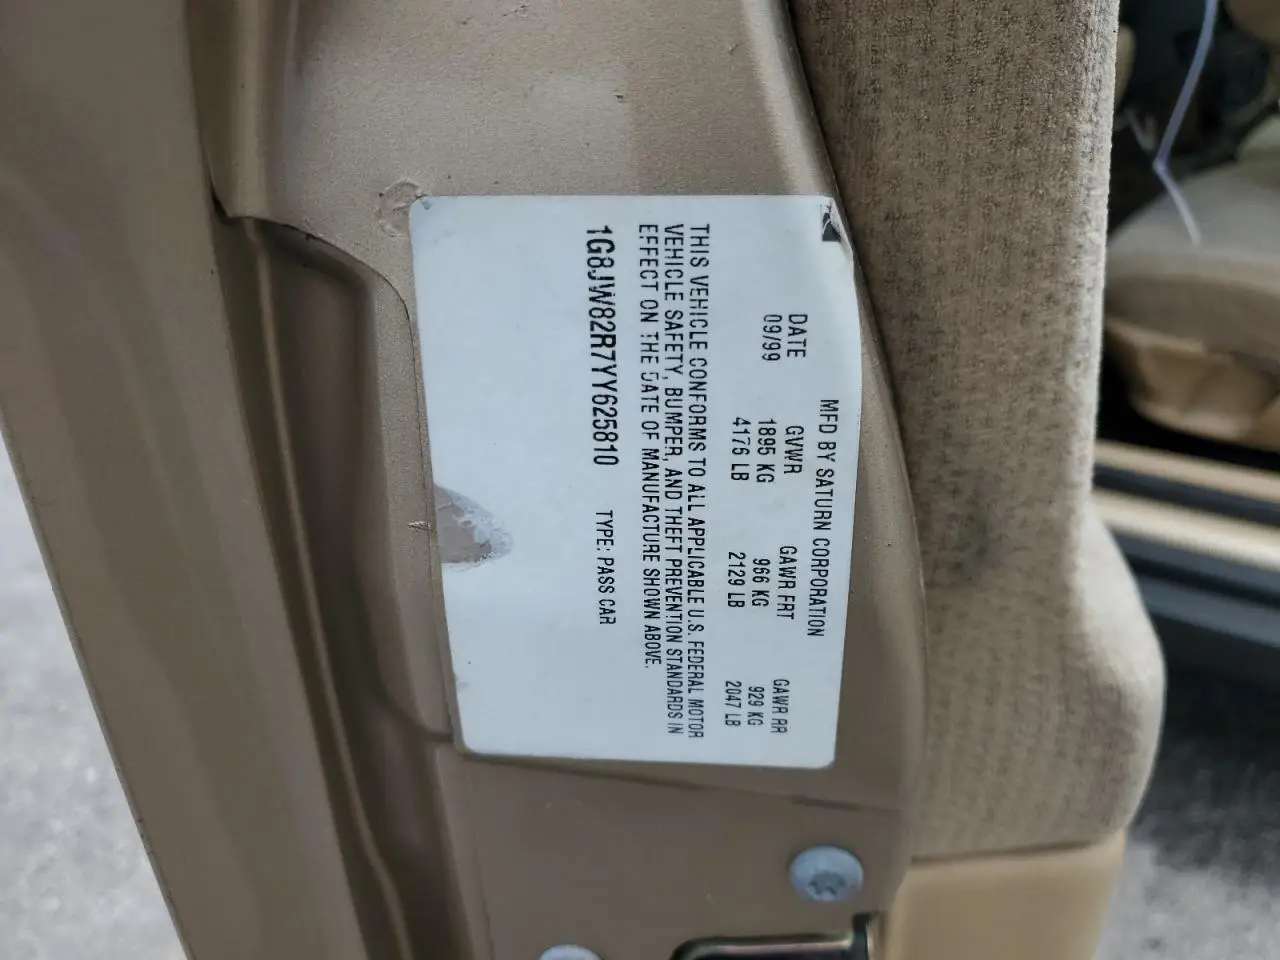 MFD BY SATURN CORPORATION
DATE GVWR GAWR FRT GAWR RR
09/99 1895 KG 966 KG 929 KG
4176 LB 2129 LB 2047 LB
THIS VEHICLE CONFORMS TO ALL APPLICABLE U.S. FEDERAL MOTOR
VEHICLE SAFETY, BUMPER, AND THEFT PREVENTION STANDARDS IN
EFFECT ON THE DATE OF MANUFACTURE SHOWN ABOVE.
1G8JW82R7YY625810 TYPE: PASS CAR